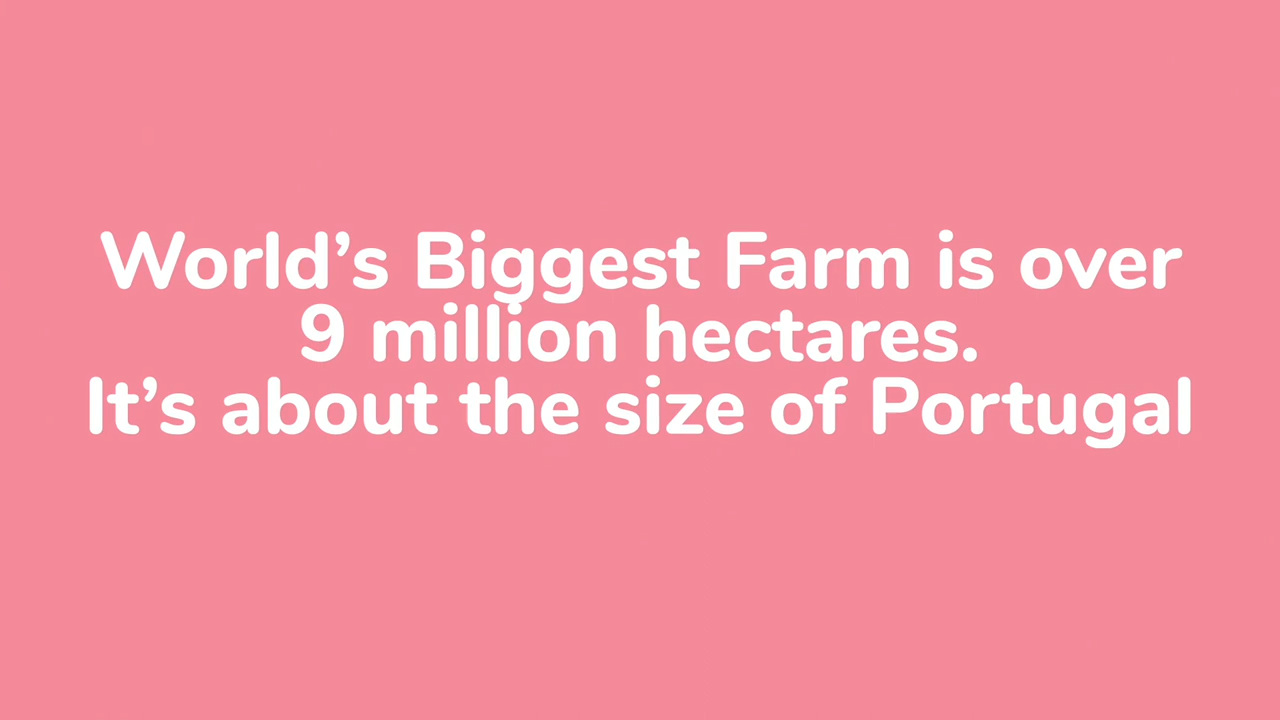 World’s Biggest Farm is over
9 million hectares.
It’s about the size of Portugal